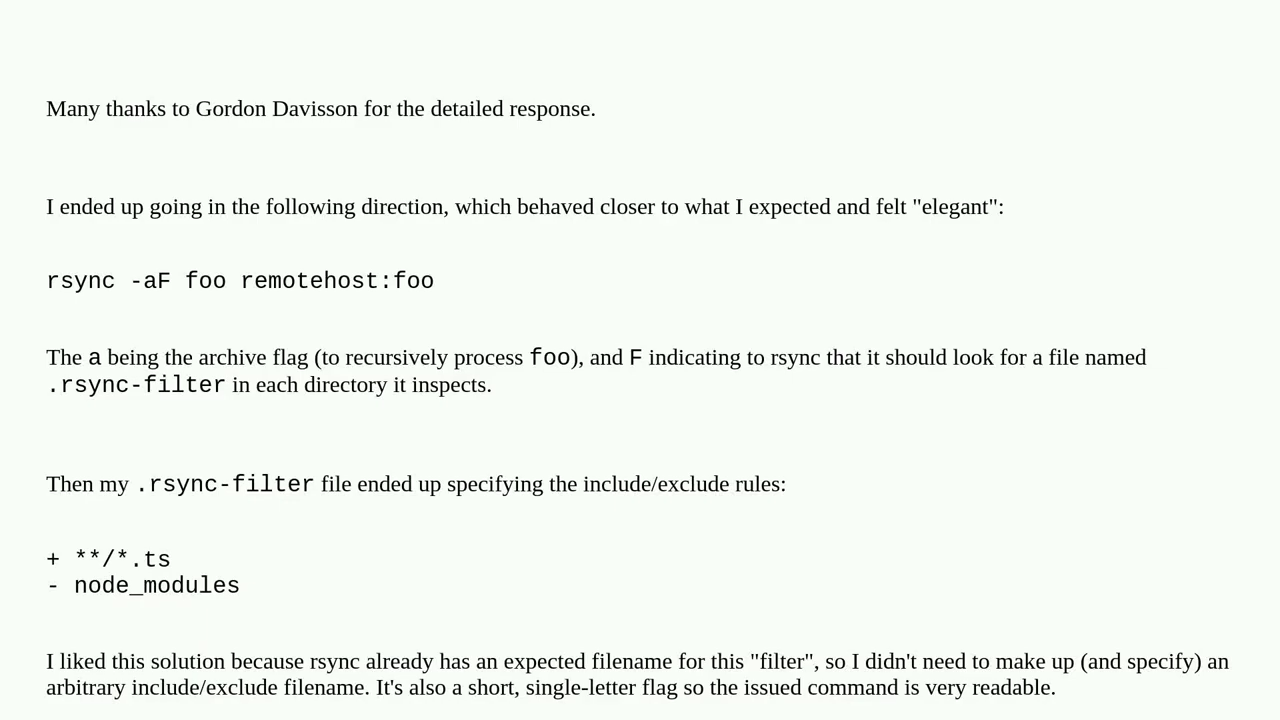 Many thanks to Gordon Davisson for the detailed response.
I ended up going in the following direction, which behaved closer to what I expected and felt "elegant":
rsync -aF foo remotehost:foo
The a being the archive flag (to recursively process foo), and F indicating to rsync that it should look for a file named
.rsync-filter in each directory it inspects.
Then my .rsync-filter file ended up specifying the include/exclude rules:
+ **/*.ts
- node_modules
I liked this solution because rsync already has an expected filename for this "filter", so I didn't need to make up (and specify) an
arbitrary include/exclude filename. It's also a short, single-letter flag so the issued command is very readable.